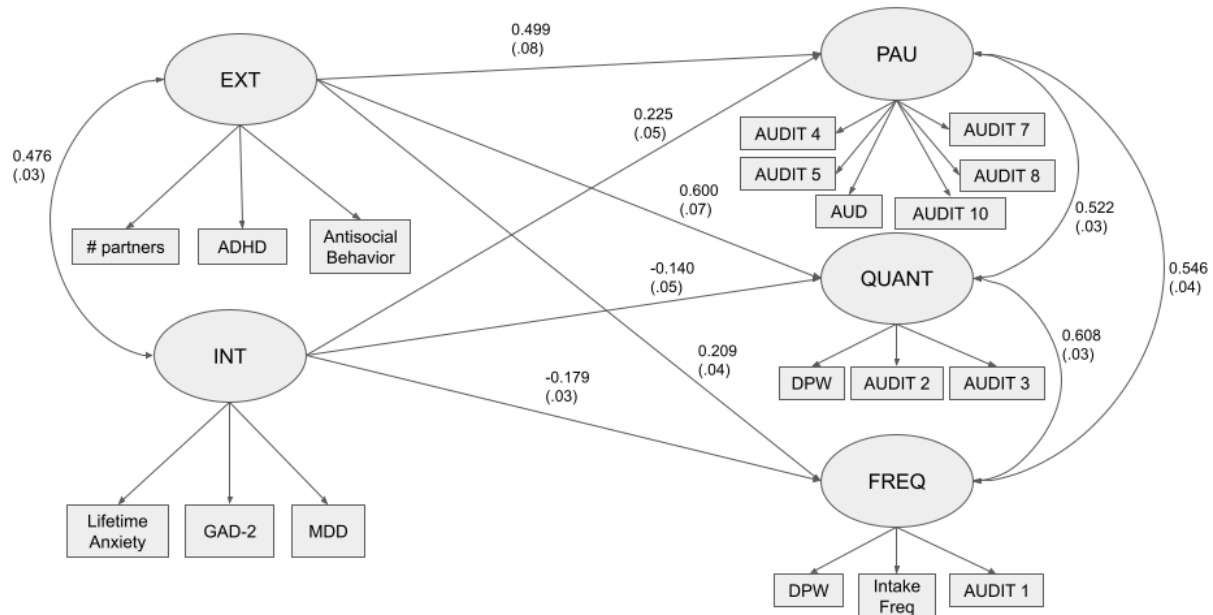 0.499
(.08)
EXT
PAU
0.225
(.05)
AUDIT 4
AUDIT 7
0.476
(.03)
AUDIT 5
AUDIT 8
0.600
(.07)
AUD
AUDIT 10
# partners
ADHD
Antisocial
Behavior
0.522
(.03)
-0.140
(.05)
QUANT
0.546
(.04)
INT
0.608
(.03)
0.209
(.04)
-0.179
(.03)
DPW
AUDIT 2
AUDIT 3
FREQ
Lifetime
Anxiety
GAD-2
MDD
DPW
Intake
Freq
AUDIT 1